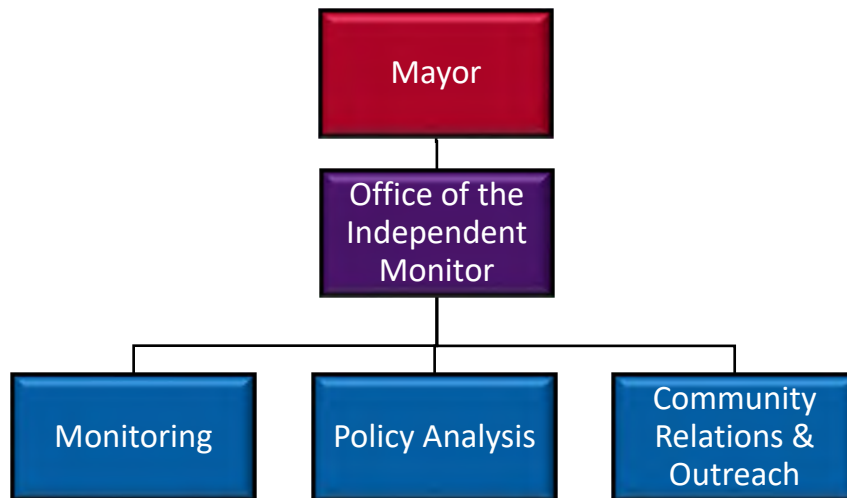 Mayor
Office of the
Independent
Monitor
Monitoring
Policy Analysis
Community
Relations &
Outreach